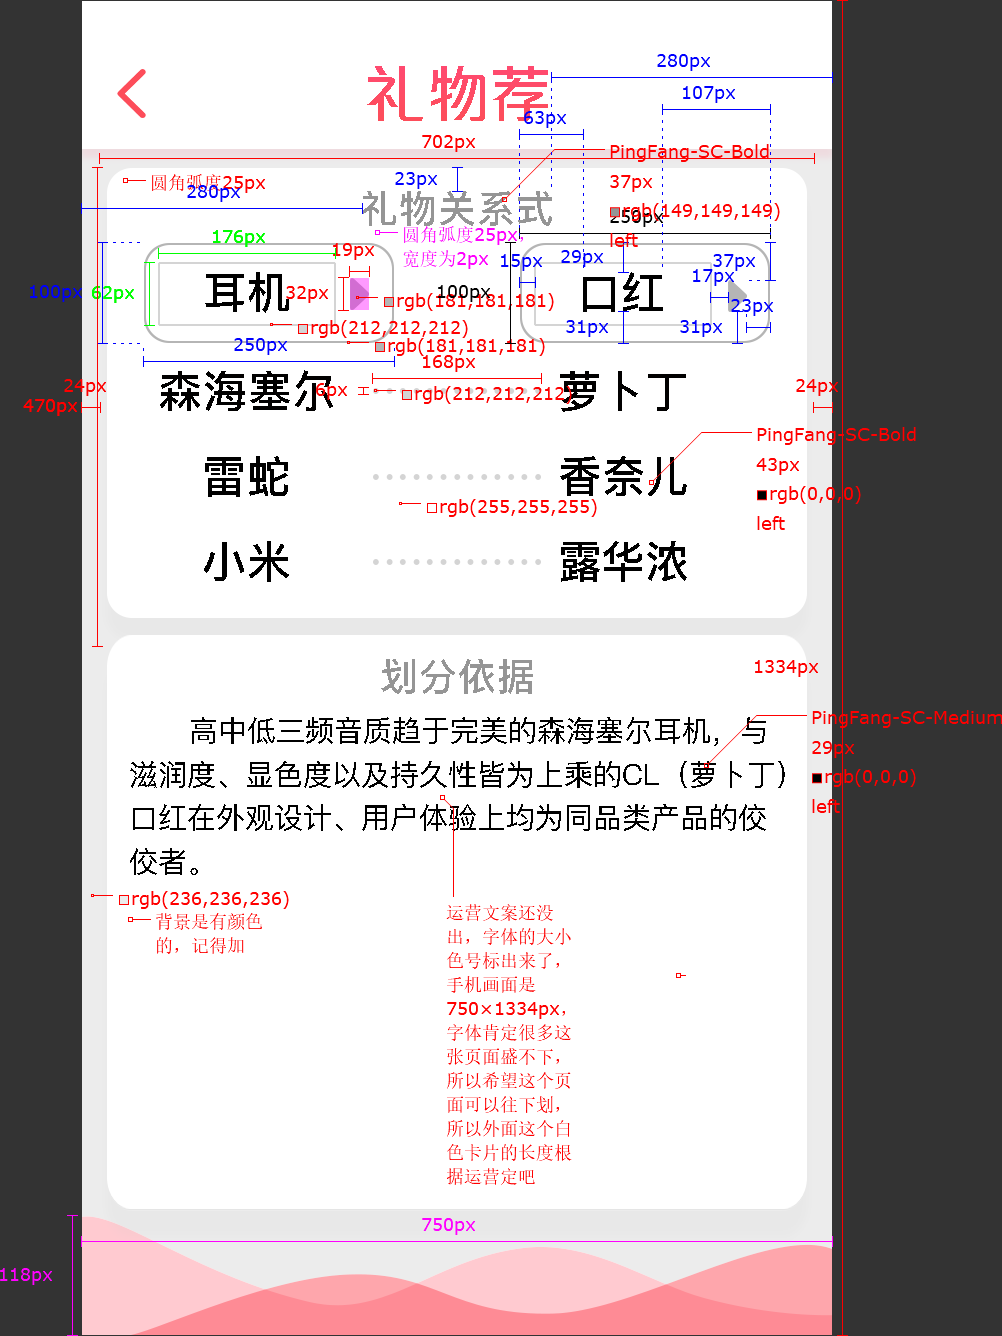 280px
礼物荐
107px
63px
702px
PingFang-SC-Bold
圆角弧度25px
23px
37px
280px
礼物关系式
rgb(149,149,149)
250px
left
176px
圆角弧度25px,
宽度为2px
19px
15px
29px
37px
17px
100px
62px
耳机
32px
rgb(181,181,181)
100px
口红
23px
rgb(212,212,212)
31px
31px
250px
rgb(181,181,181)
168px
24px
森海塞尔
6px
rgb(212,212,212)
萝卜丁
24px
470px
PingFang-SC-Bold
43px
雷蛇
香奈儿
rgb(0,0,0)
rgb(255,255,255)
left
小米
露华浓
划分依据
1334px
PingFang-SC-Medium
高中低三频音质趋于完美的森海塞尔耳机，与
29px
滋润度、显色度以及持久性皆为上乘的CL（萝卜丁）
rgb(0,0,0)
left
口红在外观设计、用户体验上均为同品类产品的佼
佼者。
rgb(236,236,236)
背景是有颜色
的，记得加
运营文案还没
出，字体的大小
色号标出来了，
手机画面是
750×1334px，
字体肯定很多这
张页面盛不下，
所以希望这个页
面可以往下划，
所以外面这个白
色卡片的长度根
据运营定吧
750px
118px